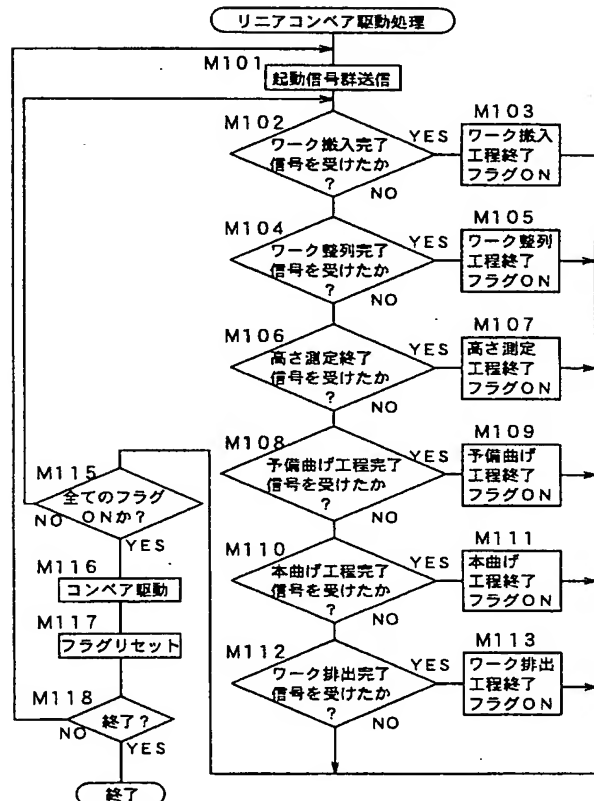 リニアコンベア駆動処理
M101
起動信号群送信
M102
ワーク搬入完了
信号を受けたか
?
YES
NO
M103
ワーク搬入
工程終了
フラグON
M104
ワーク整列完了
信号を受けたか
?
YES
NO
M105
ワーク整列
工程終了
フラグON
M106
高さ測定終了
信号を受けたか
?
YES
NO
M107
高さ測定
工程終了
フラグON
M108
予備曲げ工程完了
信号を受けたか
?
YES
NO
M109
予備曲げ
工程終了
フラグON
M110
本曲げ工程完了
信号を受けたか
?
YES
NO
M111
本曲げ
工程終了
フラグON
M112
ワーク排出完了
信号を受けたか
?
YES
NO
M113
ワーク排出
工程終了
フラグON
M115
全てのフラグ
ONか?
NO
YES
M116
コンベア駆動
M117
フラグリセット
M118
終了?
NO
YES
終了